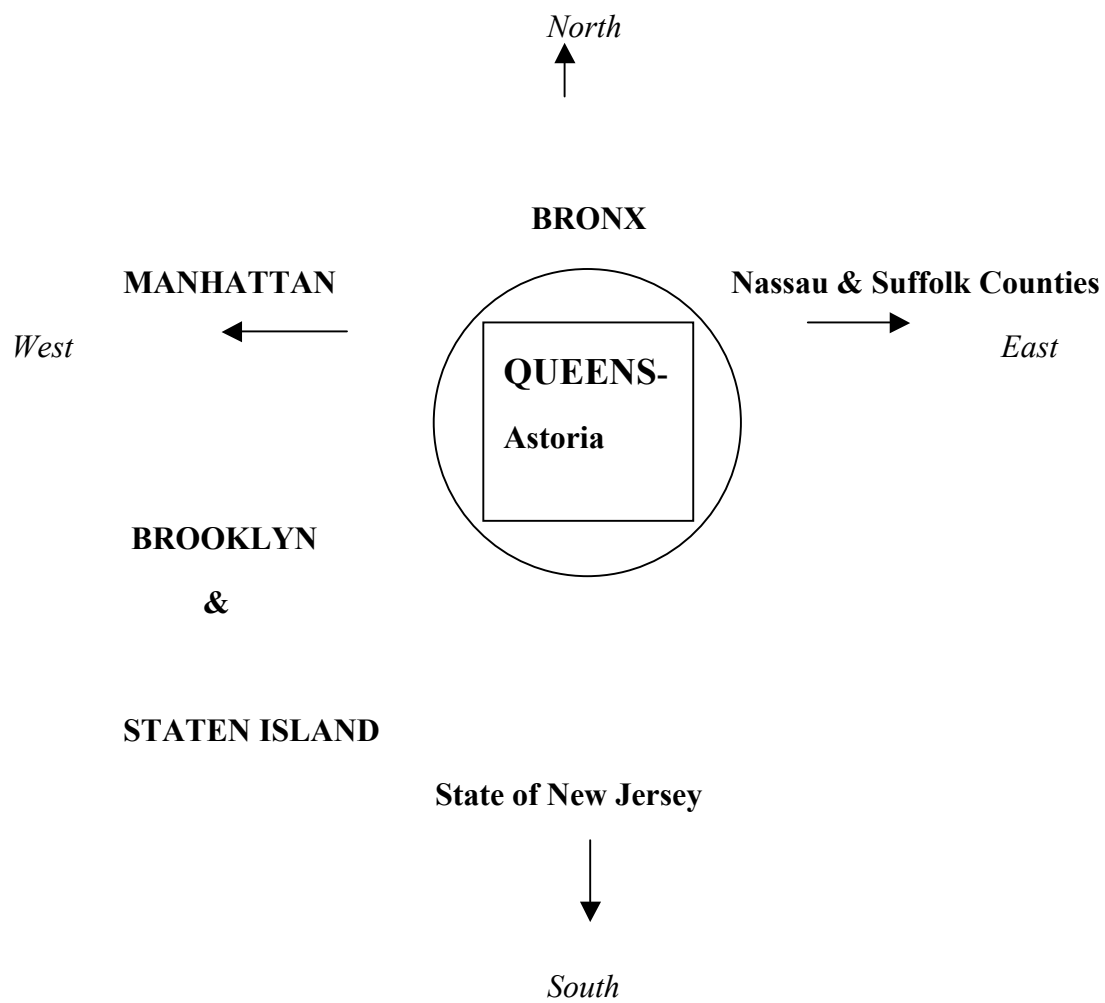 North
BRONX
MANHATTAN
Nassau & Suffolk Counties
West
East
QUEENS-
Astoria
BROOKLYN
&
STATEN ISLAND
State of New Jersey
South